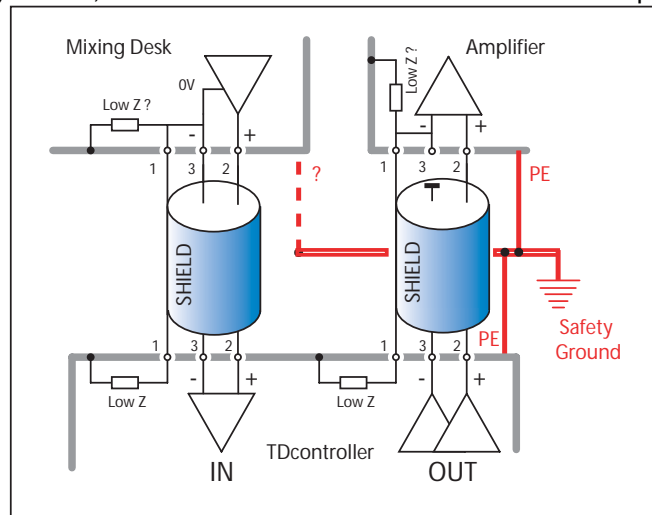 Mixing Desk
Amplifier
0V
Low Z ?
Low Z ?
-
+
-
+
1
3
2
1
3
2
?
PE
SHIELD
SHIELD
Safety
Ground
PE
1
3
2
1
3
2
-
+
-
+
Low Z
Low Z
TDcontroller
IN
OUT